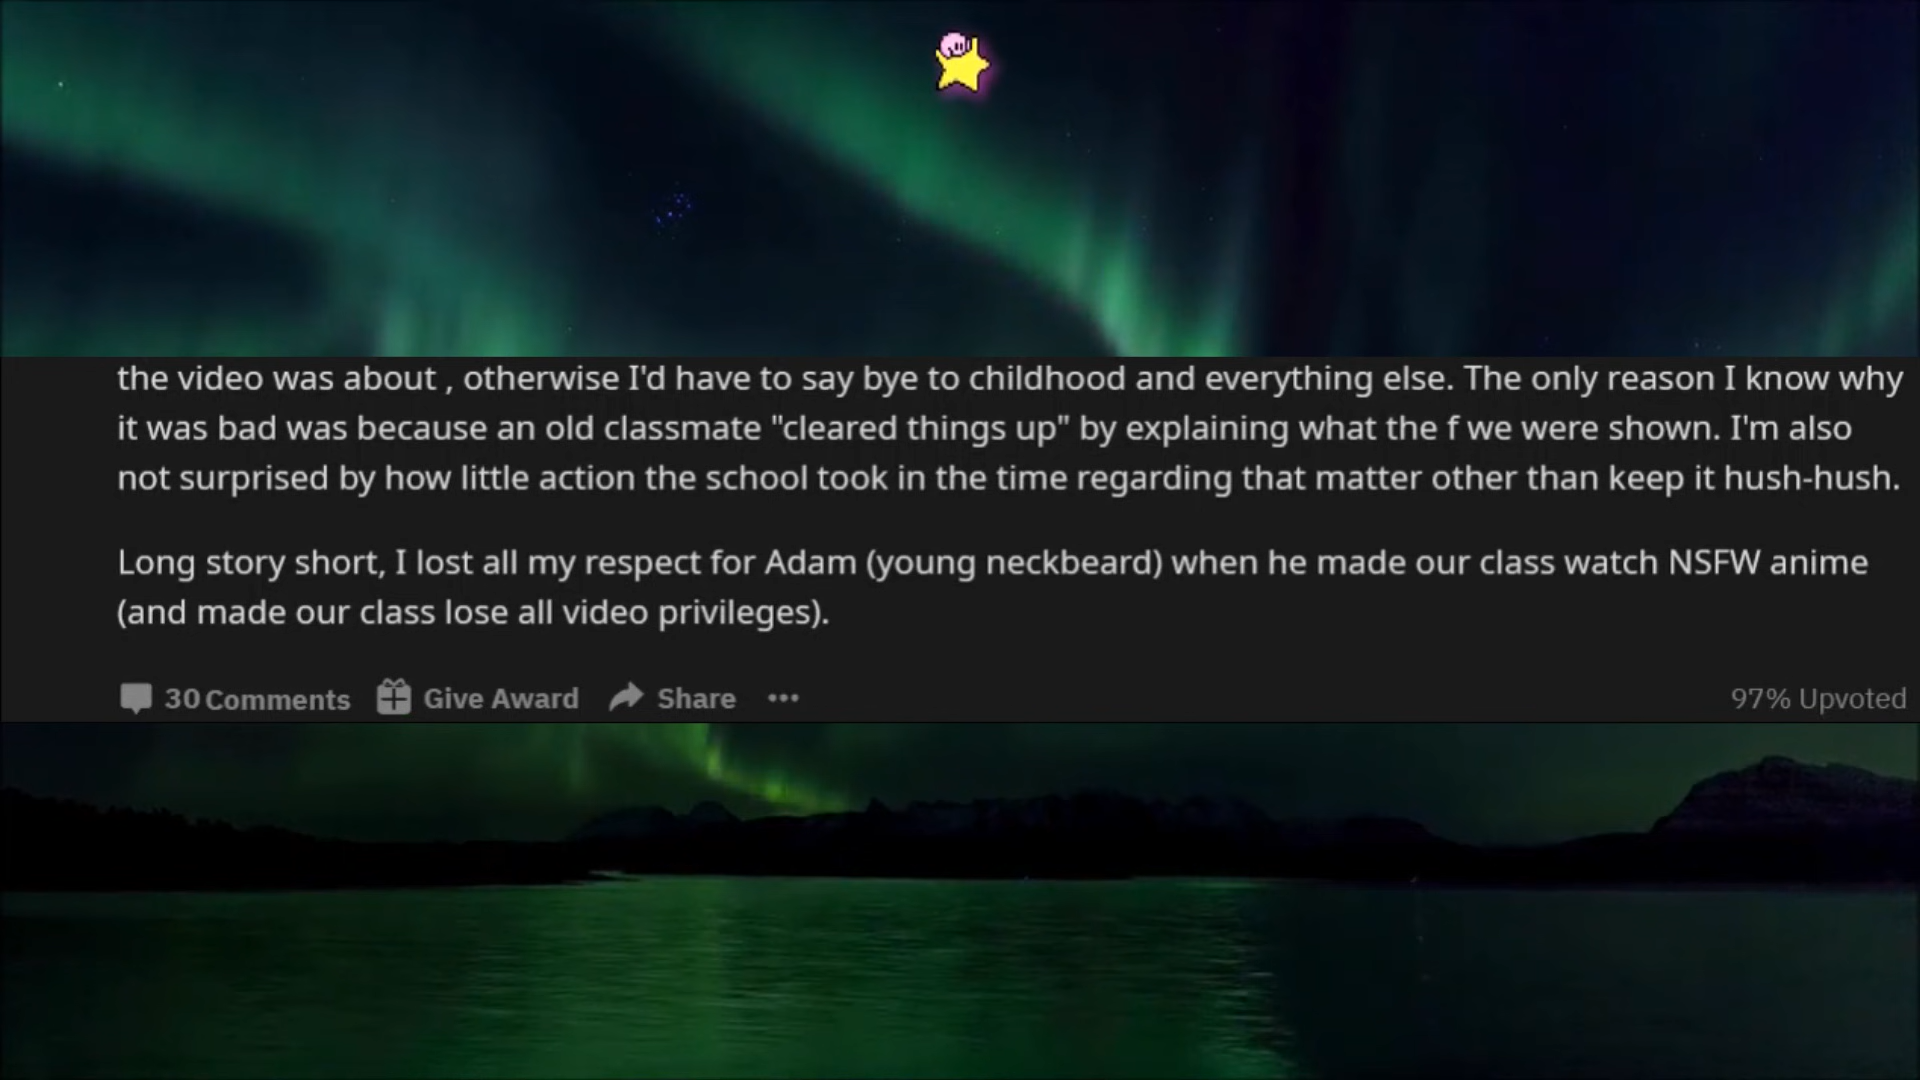 the video was about , otherwise I'd have to say bye to childhood and everything else. The only reason I know why
it was bad was because an old classmate "cleared things up" by explaining what the f we were shown. I'm also
not surprised by how little action the school took in the time regarding that matter other than keep it hush-hush.
Long story short, I lost all my respect for Adam (young neckbeard) when he made our class watch NSFW anime
(and made our class lose all video privileges).
30 Comments Give Award Share ••• 97% Upvoted